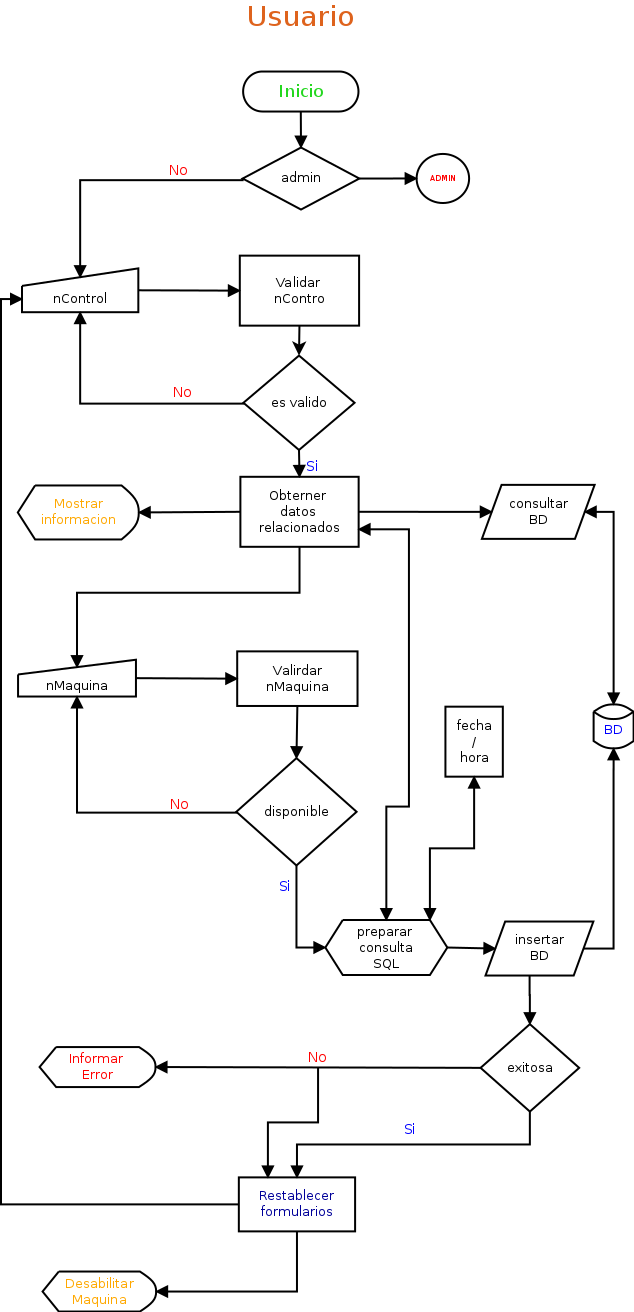 Usuario
Inicio
admin
ADMIN
No
nControl
Validar
nContro
No
es valido
Si
Mostrar
informacion
Obterner
datos
relacionados
consultar
BD
nMaquina
Valirdar
nMaquina
fecha
/
hora
BD
No
disponible
Si
preparar
consulta
SQL
insertar
BD
Informar
Error
No
exitosa
Si
Restablecer
formularios
Desabilitar
Maquina